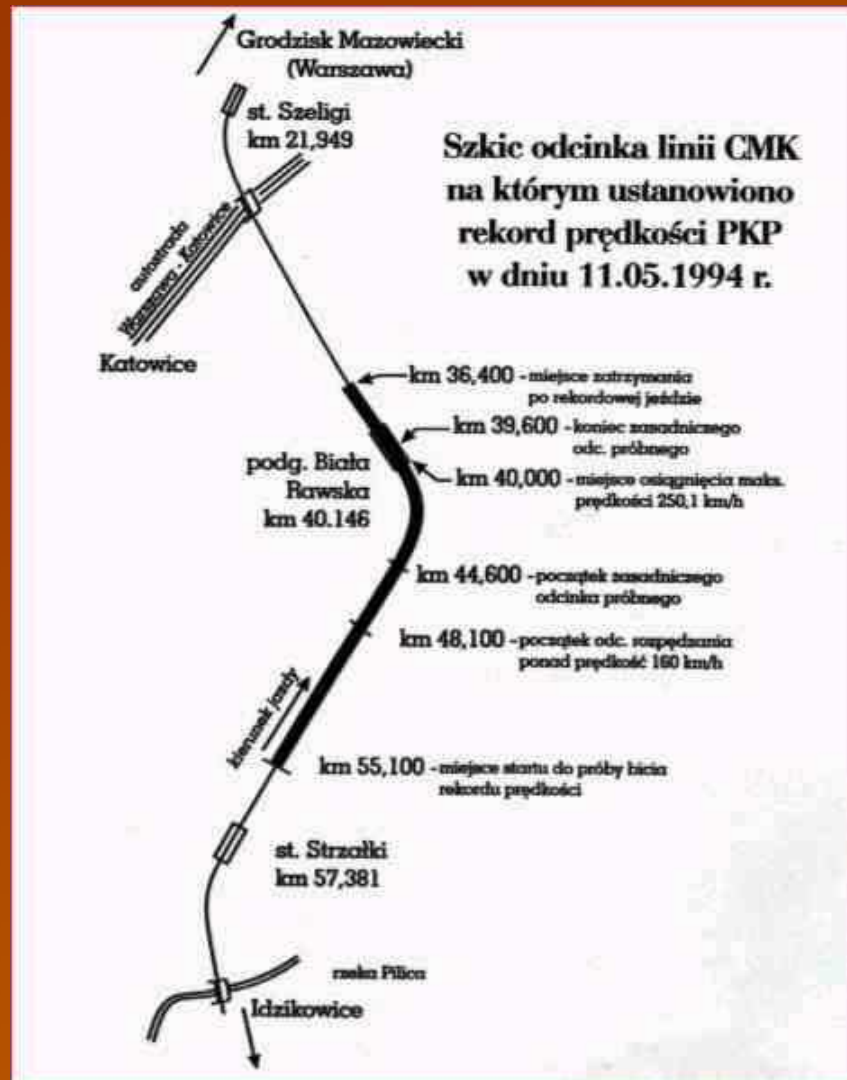 Grodzisk Mazowiecki
(Warszawa)
st. Szeligi
km 21,949
Szkic odcinka linii CMK
na którym ustanowiono
rekord prędkości PKP
w dniu 11.05.1994 r.
autostrada
Warszawa - Katowice
Katowice
km 36,400 - miejsce zatrzymania
po rekordowej jeździe
km 39,600 - koniec zasadniczego
odc. próbnego
podg. Biała
Rawska
km 40.146
km 40,000 - miejsce osiągnięcia maks.
prędkości 250,1 km/h
km 44,600 - początek zasadniczego
odcinka próbnego
km 48,100 - początek odc. rozpędzania
ponad prędkość 160 km/h
kierunek jazdy
km 55,100 - miejsce startu do próby bicia
rekordu prędkości
st. Strzałki
km 57,381
rzeka Pilica
Idzikowice